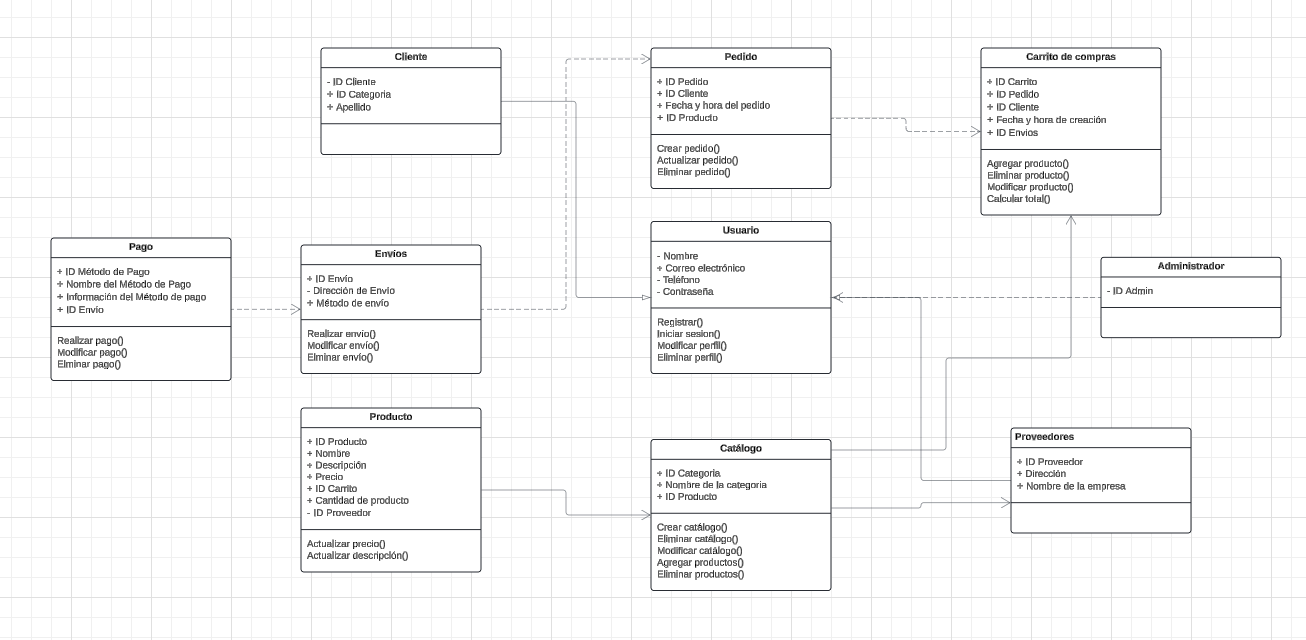 Cliente
- ID Cliente
+ ID Categoria
+ Apellido
Pedido
+ ID Pedido
+ ID Cliente
+ Fecha y hora del pedido
+ ID Producto
Crear pedido()
Actualizar pedido()
Eliminar pedido()
Carrito de compras
+ ID Carrito
+ ID Pedido
+ ID Cliente
+ Fecha y hora de creación
+ ID Envios
Agregar producto()
Eliminar producto()
Modificar producto()
Calcular total()
Pago
+ ID Método de Pago
+ Nombre del Método de Pago
+ Información del Método de pago
+ ID Envío
Realizar pago()
Modificar pago()
Elminar pago()
Envíos
+ ID Envío
- Dirección de Envío
+ Método de envío
Realizar envío()
Modificar envío()
Elminar envío()
Usuario
- Nombre
+ Correo electrónico
- Teléfono
- Contraseña
Registrar()
Iniciar sesion()
Modificar perfil()
Eliminar perfil()
Administrador
- ID Admin
Producto
+ ID Producto
+ Nombre
+ Descripción
+ Precio
+ ID Carrito
+ Cantidad de producto
- ID Proveedor
Actualizar precio()
Actualizar descripción()
Catálogo
+ ID Categoria
+ Nombre de la categoria
+ ID Producto
Crear catálogo()
Eliminar catálogo()
Modificar catálogo()
Agregar productos()
Eliminar productos()
Proveedores
+ ID Proveedor
+ Dirección
+ Nombre de la empresa